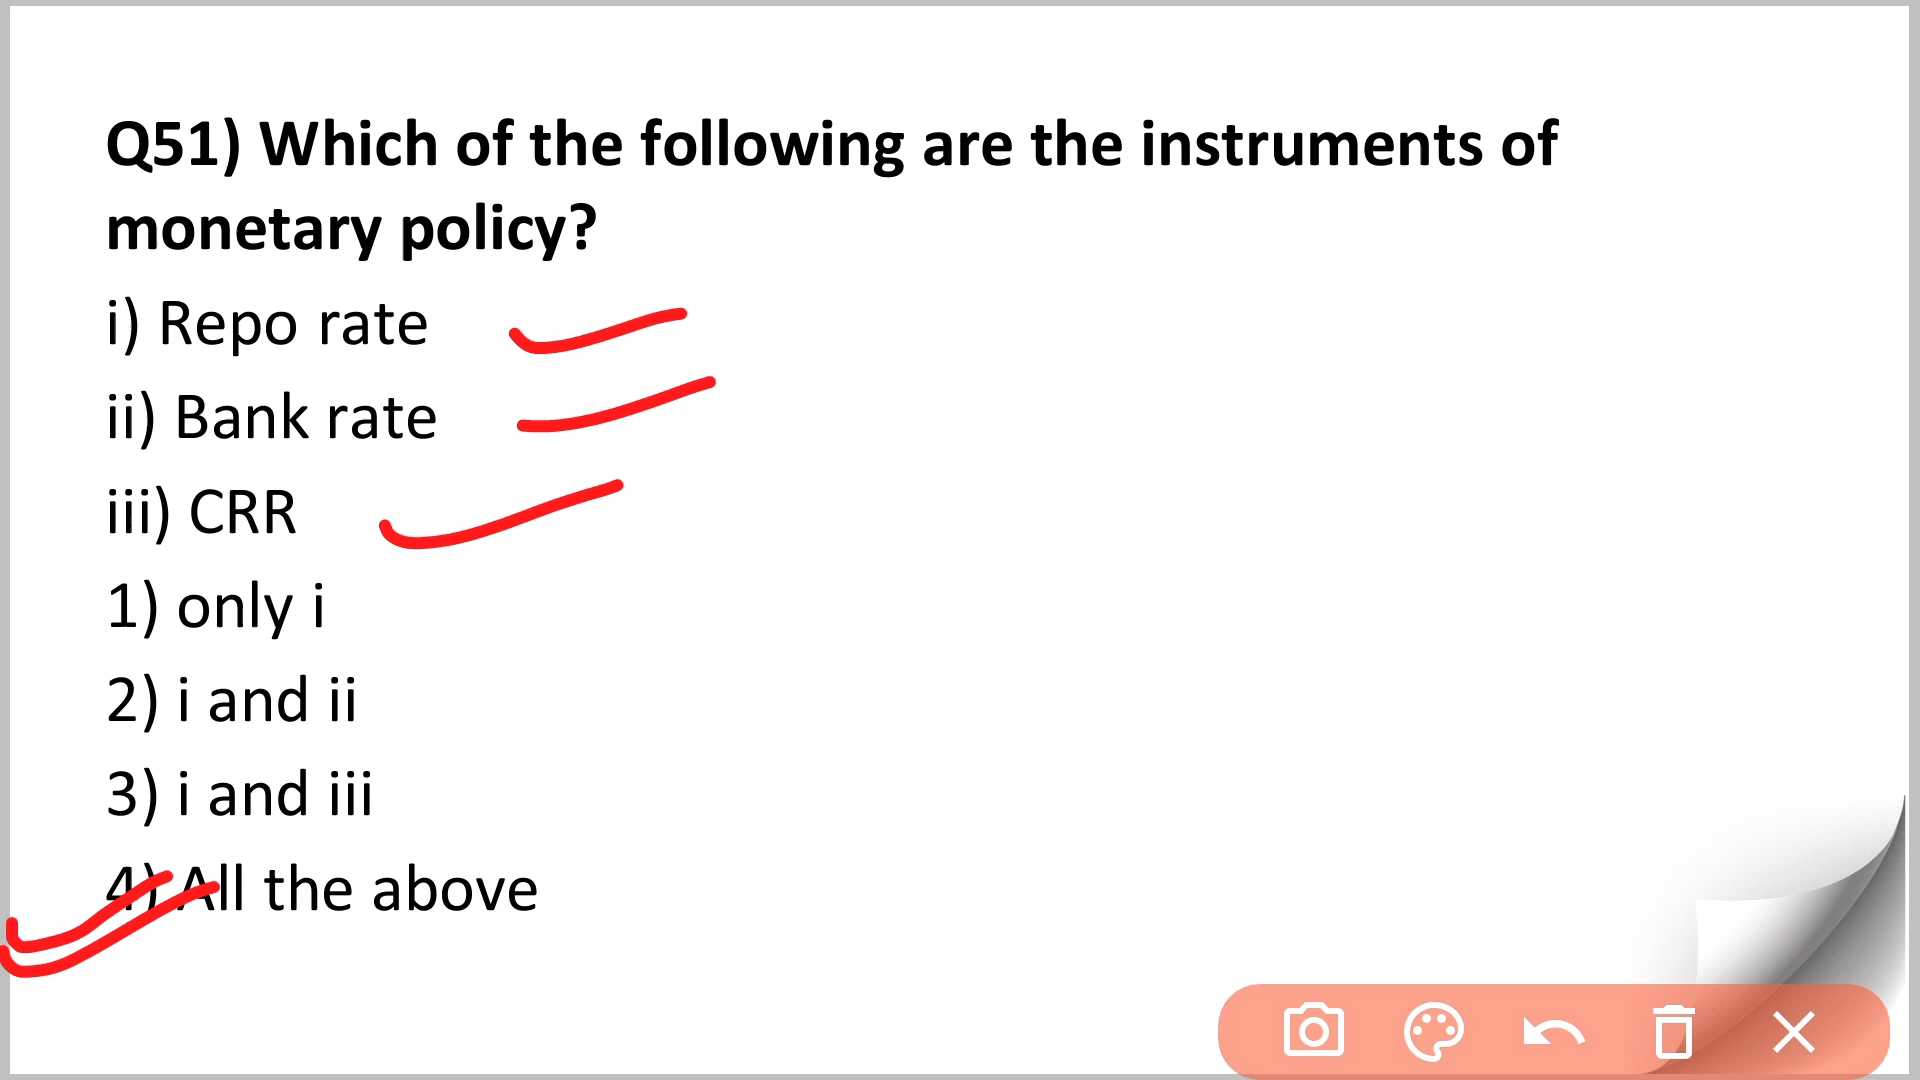 Q51) Which of the following are the instruments of
monetary policy?
i) Repo rate
ii) Bank rate
iii) CRR
1) only i
2) i and ii
3) i and iii
4) All the above